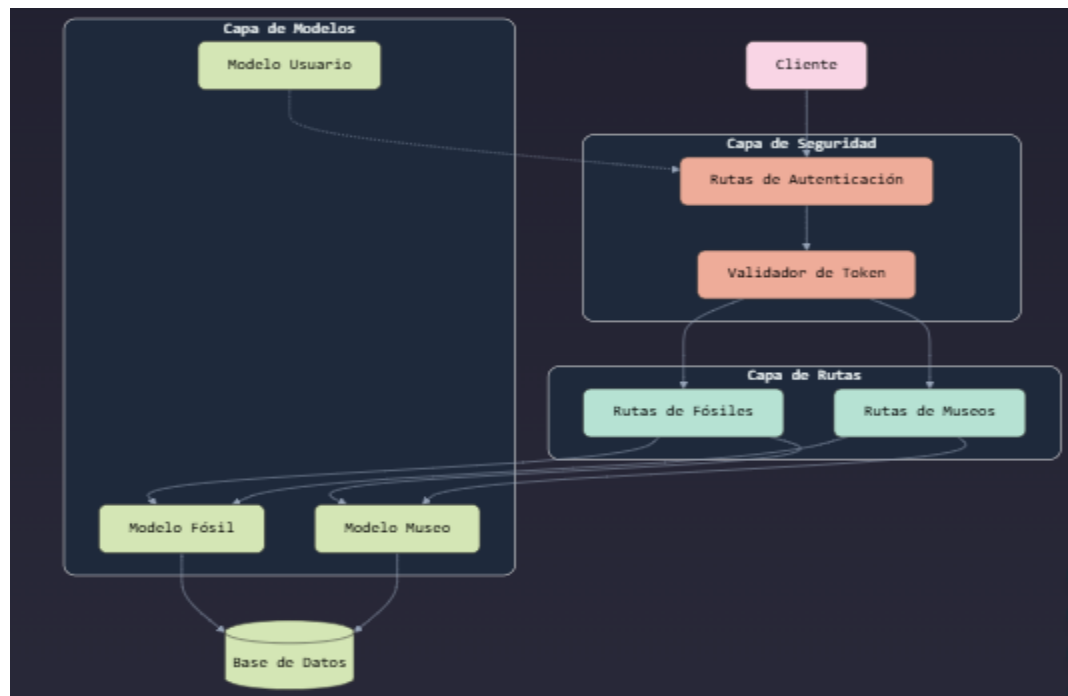 Capa de Modelos
Modelo Usuario
Cliente
Capa de Seguridad
Rutas de Autenticación
Validador de Token
Capa de Rutas
Rutas de Fósiles
Rutas de Museos
Modelo Fósil
Modelo Museo
Base de Datos